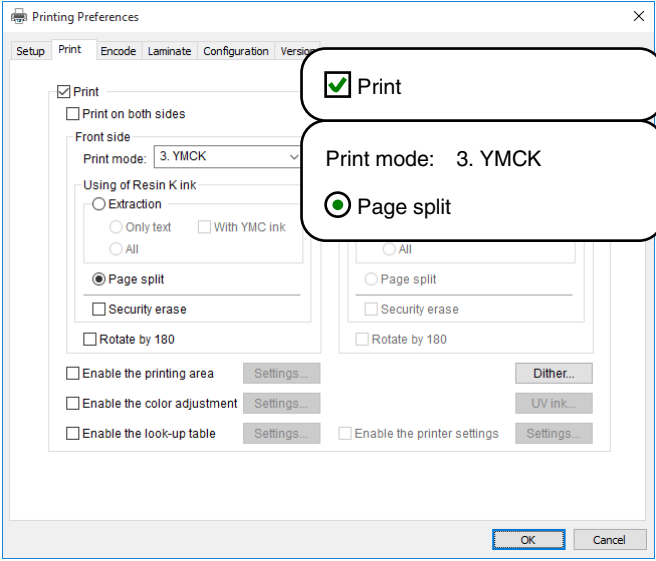 Printing Preferences
Setup Print Encode Laminate Configuration Version
Print
Print
Print on both sides
Front side
Print mode: 3. YMCK
Print mode: 3. YMCK
Using of Resin K ink
Page split
Extraction
Only text With YMC ink
All All
Page split Page split
Security erase Security erase
Rotate by 180 Rotate by 180
Enable the printing area Settings... Dither...
Enable the color adjustment Settings... UV ink...
Enable the look-up table Settings... Enable the printer settings Settings...
OK Cancel